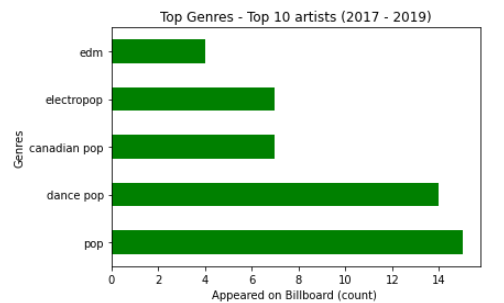 Top Genres - Top 10 artists (2017 - 2019)
edm
electropop
canadian pop
dance pop
pop
Genres
0 2 4 6 8 10 12 14
Appeared on Billboard (count)